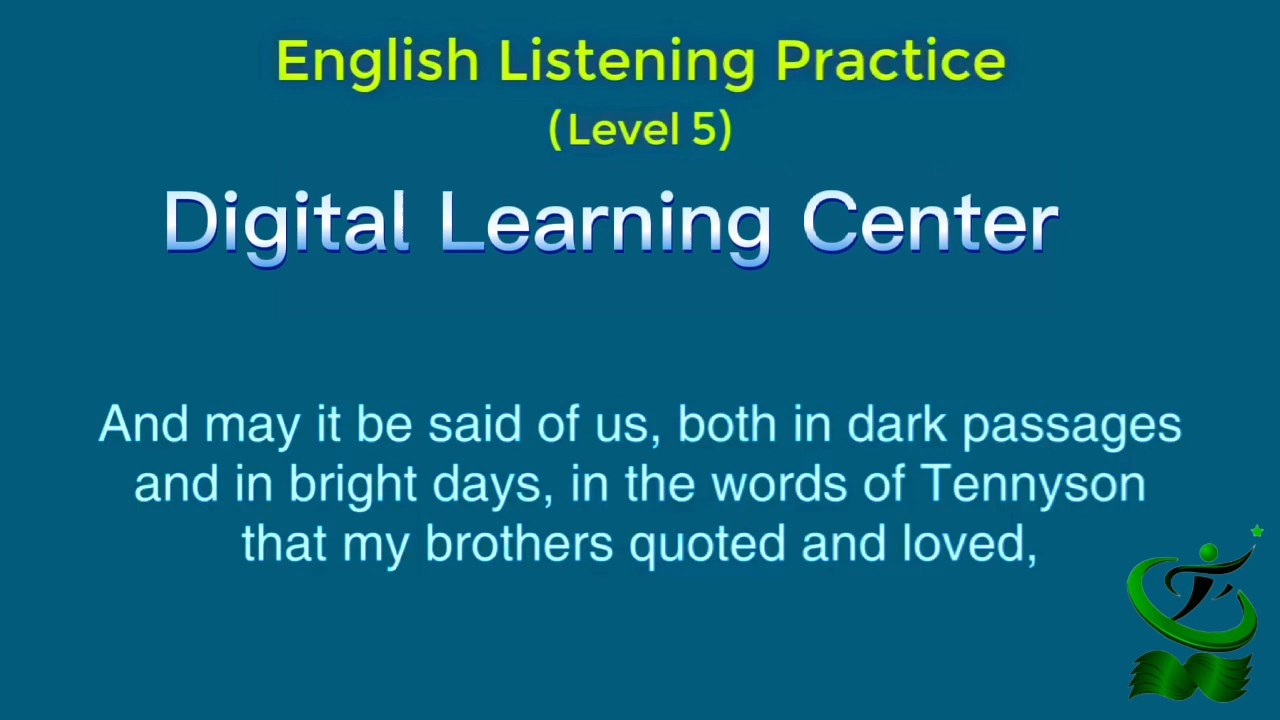 English Listening Practice
(Level 5)
Digital Learning Center
And may it be said of us, both in dark passages
and in bright days, in the words of Tennyson
that my brothers quoted and loved,